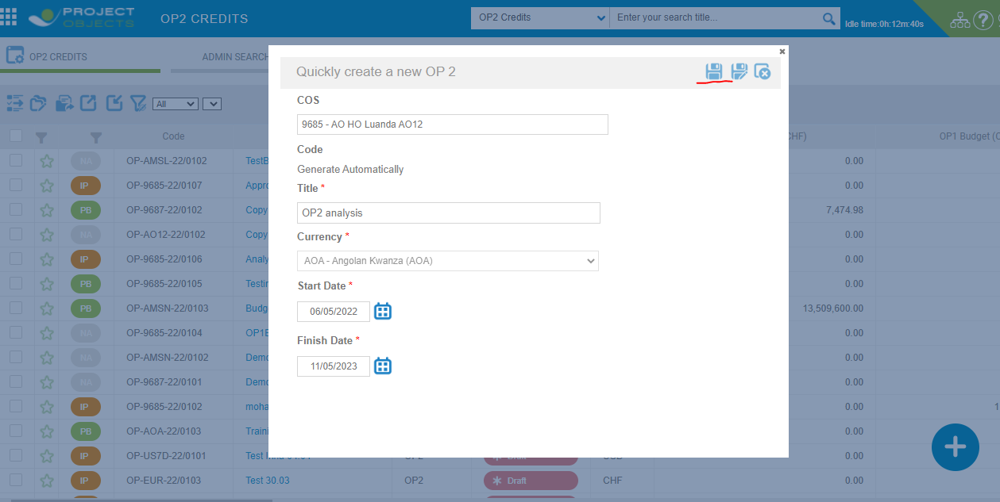 PROJECT
OBJECTS
OP2 CREDITS
OP2 Credits
Enter your search title...
Idle time:0h:12m:40s
?
OP2 CREDITS
ADMIN SEARCH
Quickly create a new OP 2
COS
9685 - AO HO Luanda AO12
Code
Generate Automatically
Title *
OP2 analysis
Currency *
AOA - Angolan Kwanza (AOA)
Start Date *
06/05/2022
Finish Date *
11/05/2023
All
Code
CHF)
OP1 Budget (C
NA OP-AMSL-22/0102 TestB 0.00
IP OP-9685-22/0107 Appro 0.00
PB OP-9687-22/0102 Copy 7,474.98
NA OP-AO12-22/0102 Copy 0.00
IP OP-9685-22/0106 Analy 0.00
PB OP-9685-22/0105 Testin 0.00
PB OP-AMSN-22/0103 Budg 13,509,600.00
NA OP-9685-22/0104 OP1B 0.00
NA OP-AMSN-22/0102 Demo 0.00
NA OP-9687-22/0101 Demo 0.00
IP OP-9685-22/0102 moha 0.00 1
PB OP-AOA-22/0103 Traini 0.00
IP OP-US7D-22/0101 Test OP2 Draft 0.00
IP OP-EUR-22/0103 Test 30.03 OP2 Draft CHF 0.00